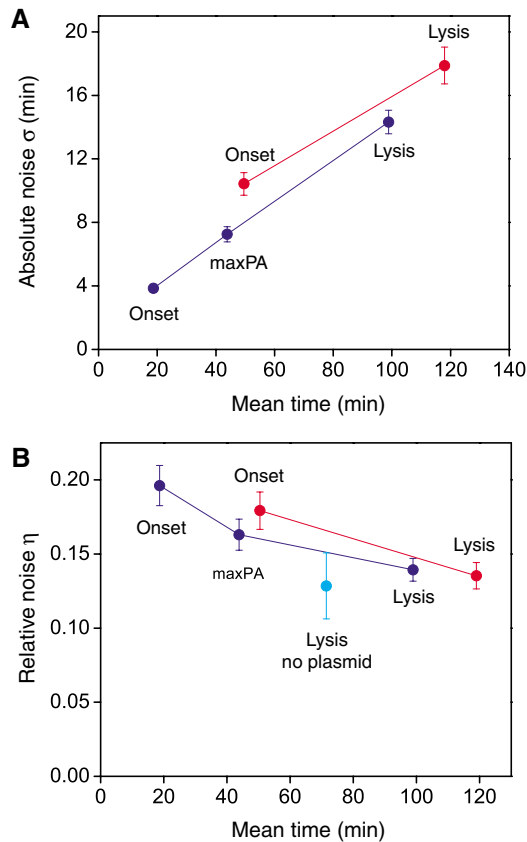 A
Absolute noise σ (min)
20
16
12
8
4
0
Lysis
Onset
Lysis
maxPA
Onset
0 20 40 60 80 100 120 140
Mean time (min)
B
Relative noise η
0.20
0.15
0.10
0.05
0.00
Onset
Onset
maxPA
Lysis
Lysis
Lysis
no plasmid
0 20 40 60 80 100 120
Mean time (min)